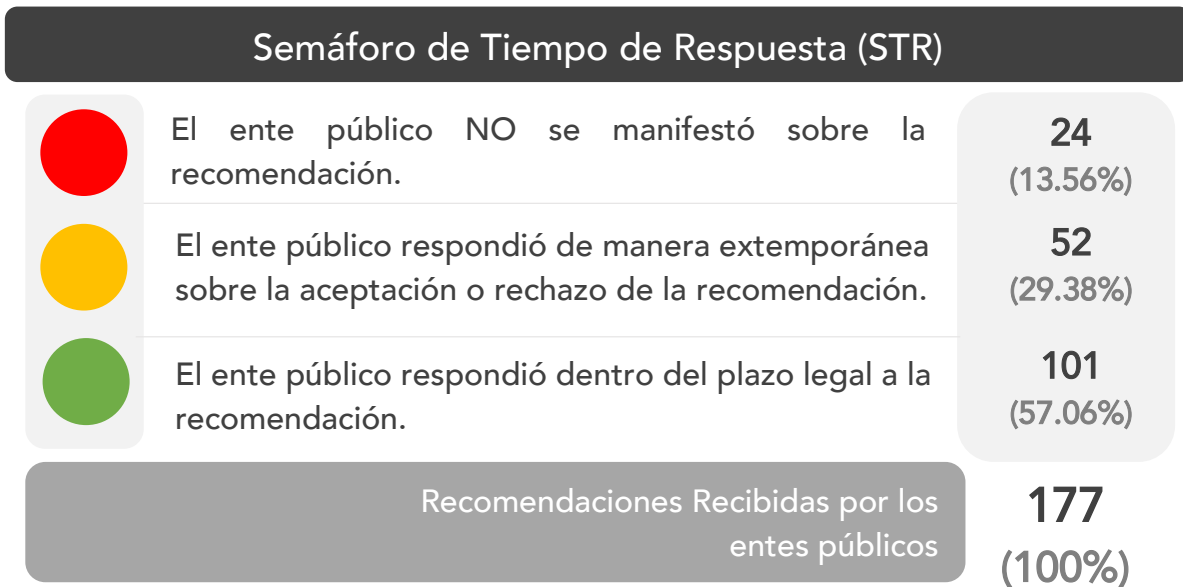 Semáforo de Tiempo de Respuesta (STR)
El ente público NO se manifestó sobre la
recomendación.
24
(13.56%)
El ente público respondió de manera extemporánea
sobre la aceptación o rechazo de la recomendación.
52
(29.38%)
El ente público respondió dentro del plazo legal a la
recomendación.
101
(57.06%)
Recomendaciones Recibidas por los
entes públicos
177
(100%)